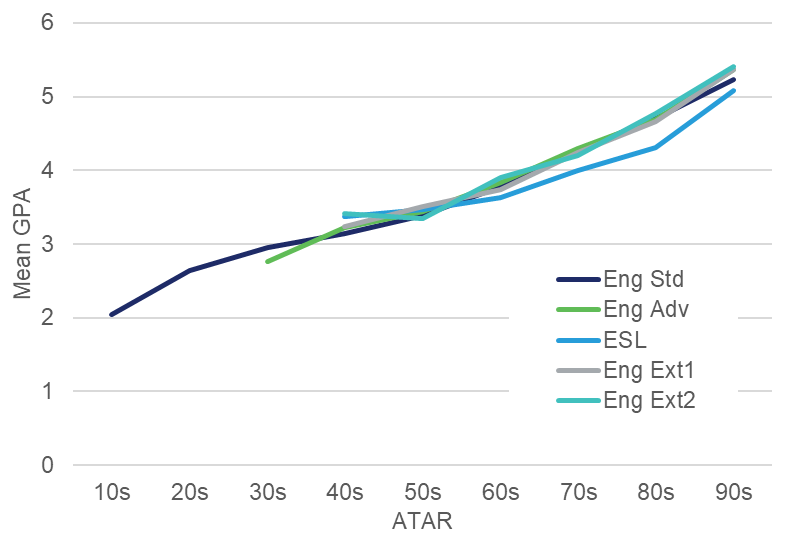 6
5
4
3
2
1
0
Mean GPA
Eng Std
Eng Adv
ESL
Eng Ext1
Eng Ext2
10s 20s 30s 40s 50s 60s 70s 80s 90s
ATAR